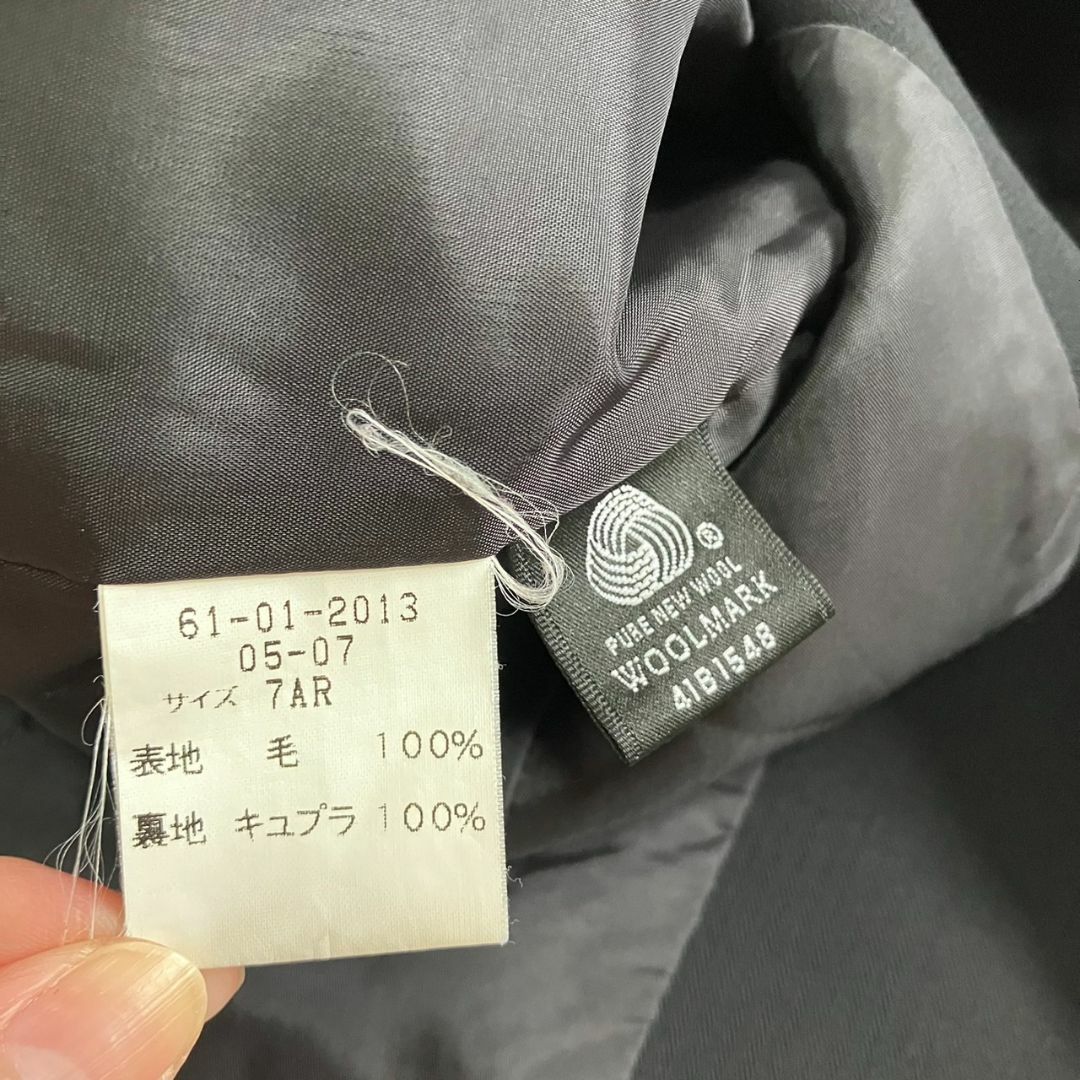 61-01-2013
05-07
サイズ 7AR
表地 毛 100%
裏地 キュプラ 100%
®
PURE NEW WOOL
WOOLMARK
41B1548